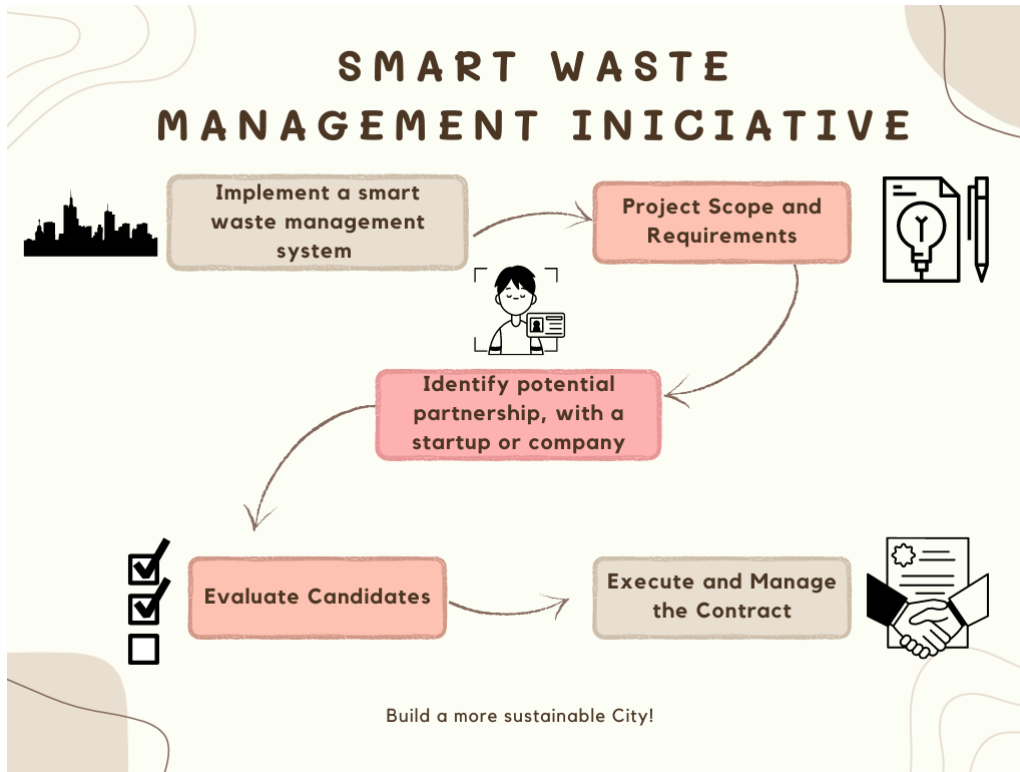 SMART WASTE
MANAGEMENT INICIATIVE
Implement a smart
waste management
system
Project Scope and
Requirements
Identify potential
partnership, with a
startup or company
Evaluate Candidates
Execute and Manage
the Contract
Build a more sustainable City!